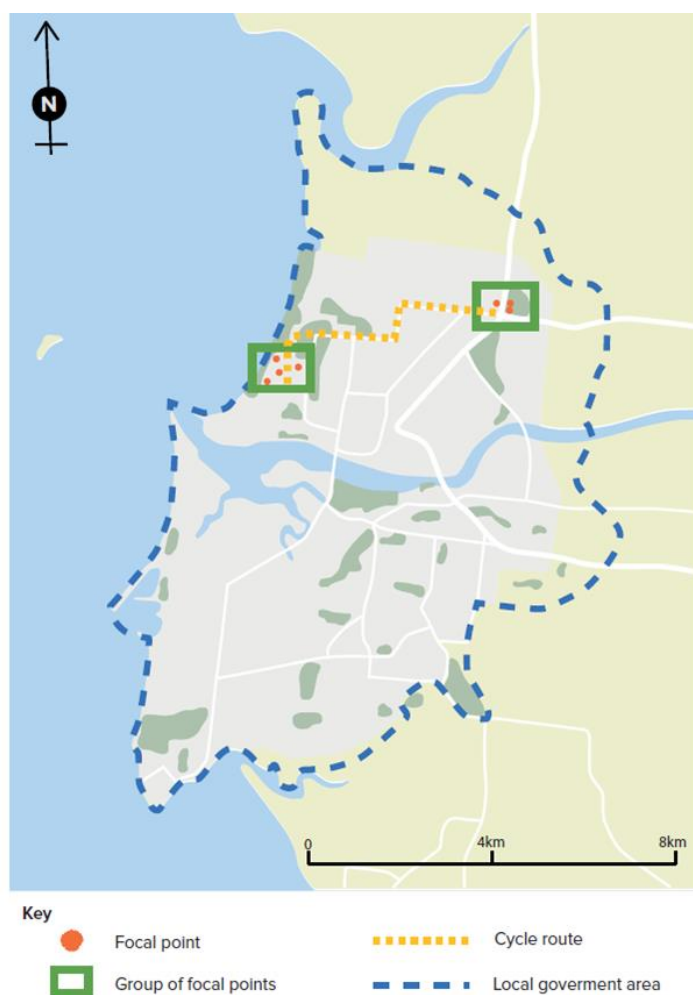 N
0 4km 8km
Key
Focal point
Cycle route
Group of focal points
Local goverment area